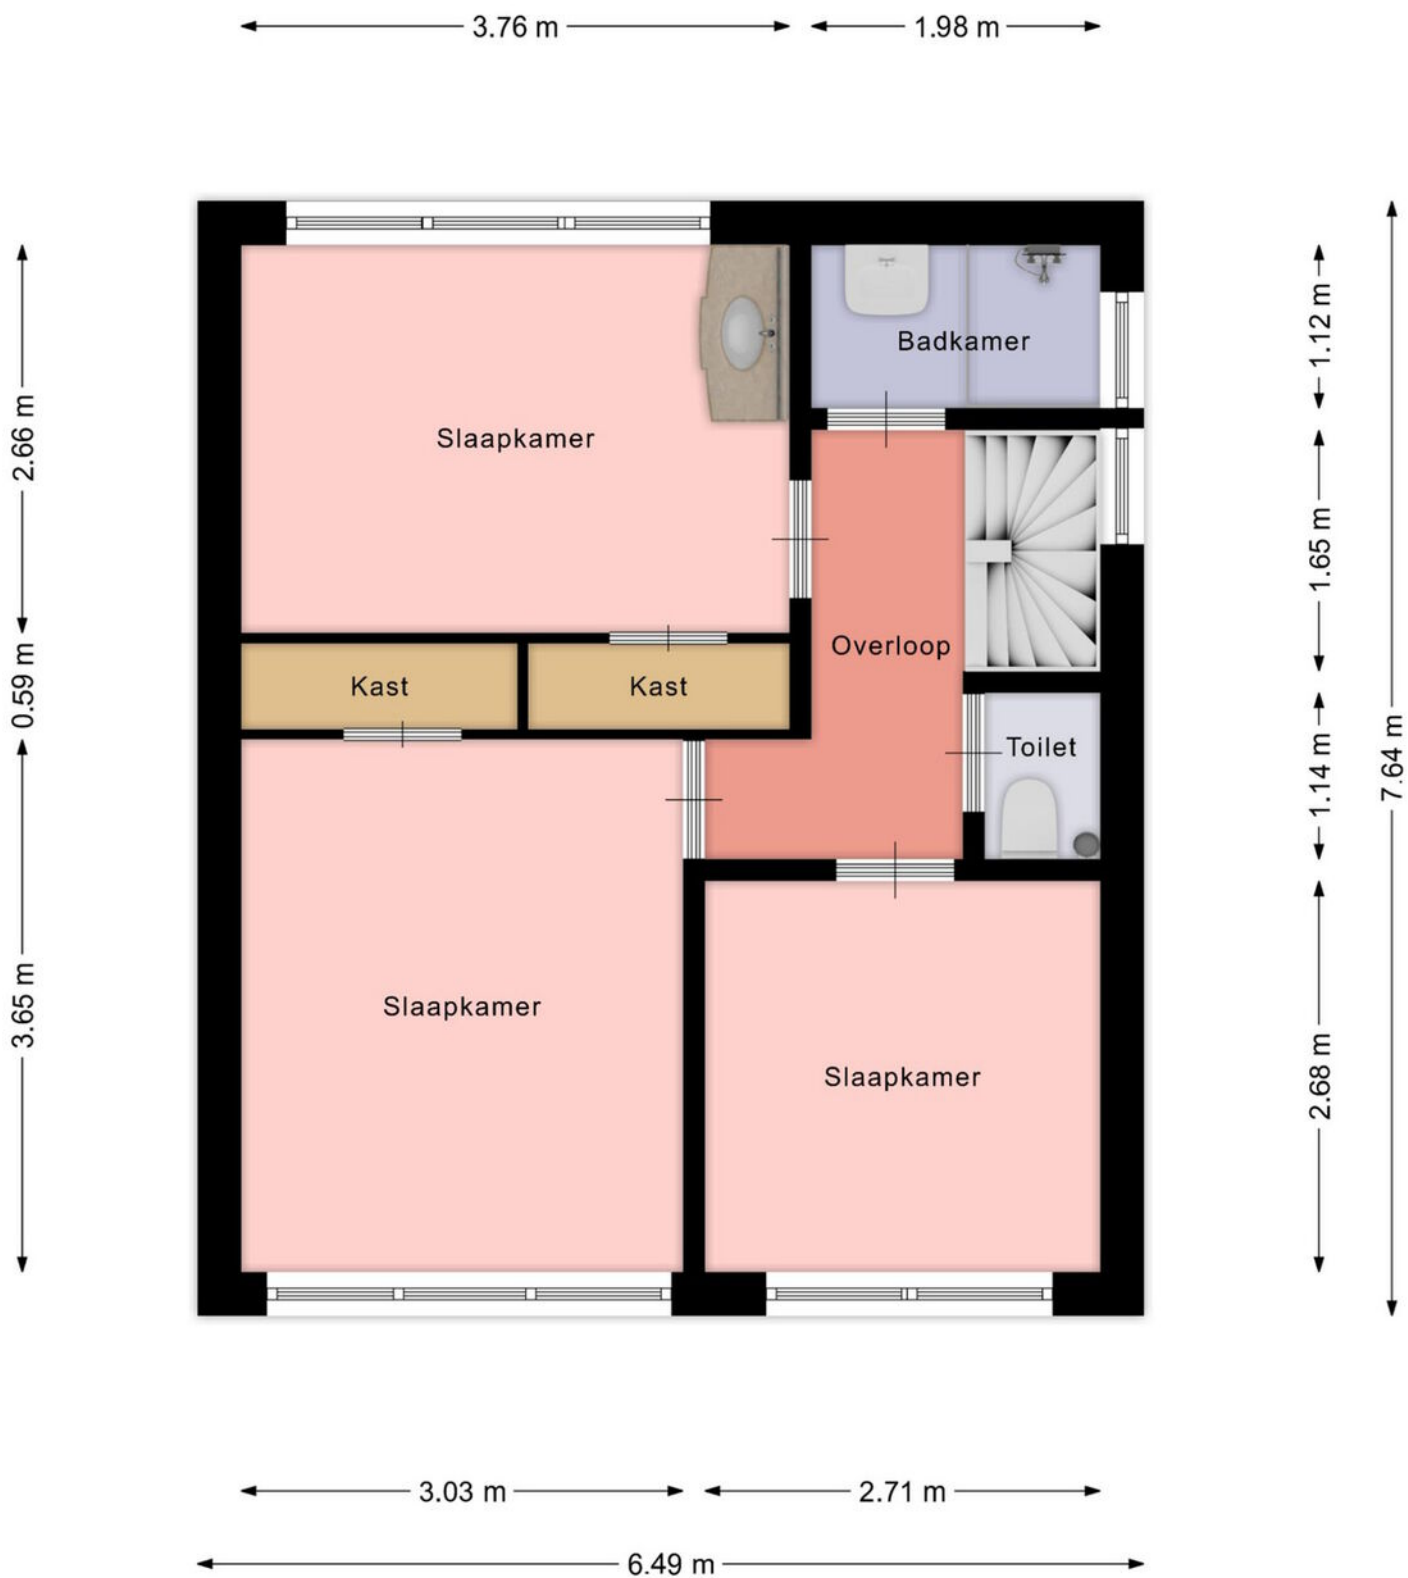 3.76 m
1.98 m
Badkamer
1.12 m
Slaapkamer
2.66 m
1.65 m
Overloop
Kast
Kast
0.59 m
Toilet
1.14 m
7.64 m
Slaapkamer
3.65 m
Slaapkamer
2.68 m
3.03 m
2.71 m
6.49 m